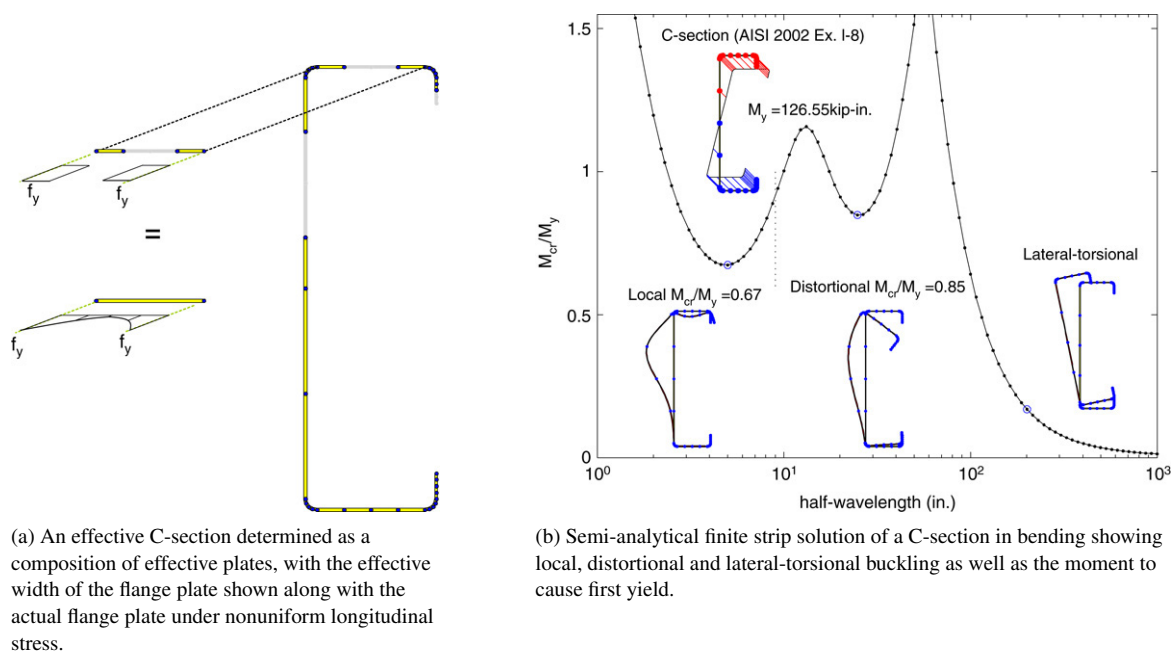 f_y
f_y
=
f_y
f_y
(a) An effective C-section determined as a
composition of effective plates, with the effective
width of the flange plate shown along with the
actual flange plate under nonuniform longitudinal
stress.
1.5
1
0.5
0
M_cr/M_y
C-section (AISI 2002 Ex. I-8)
M_y =126.55kip-in.
Local M_cr/M_y =0.67
Distortional M_cr/M_y =0.85
Lateral-torsional
10^0
10^1
10^2
10^3
half-wavelength (in.)
(b) Semi-analytical finite strip solution of a C-section in bending showing
local, distortional and lateral-torsional buckling as well as the moment to
cause first yield.